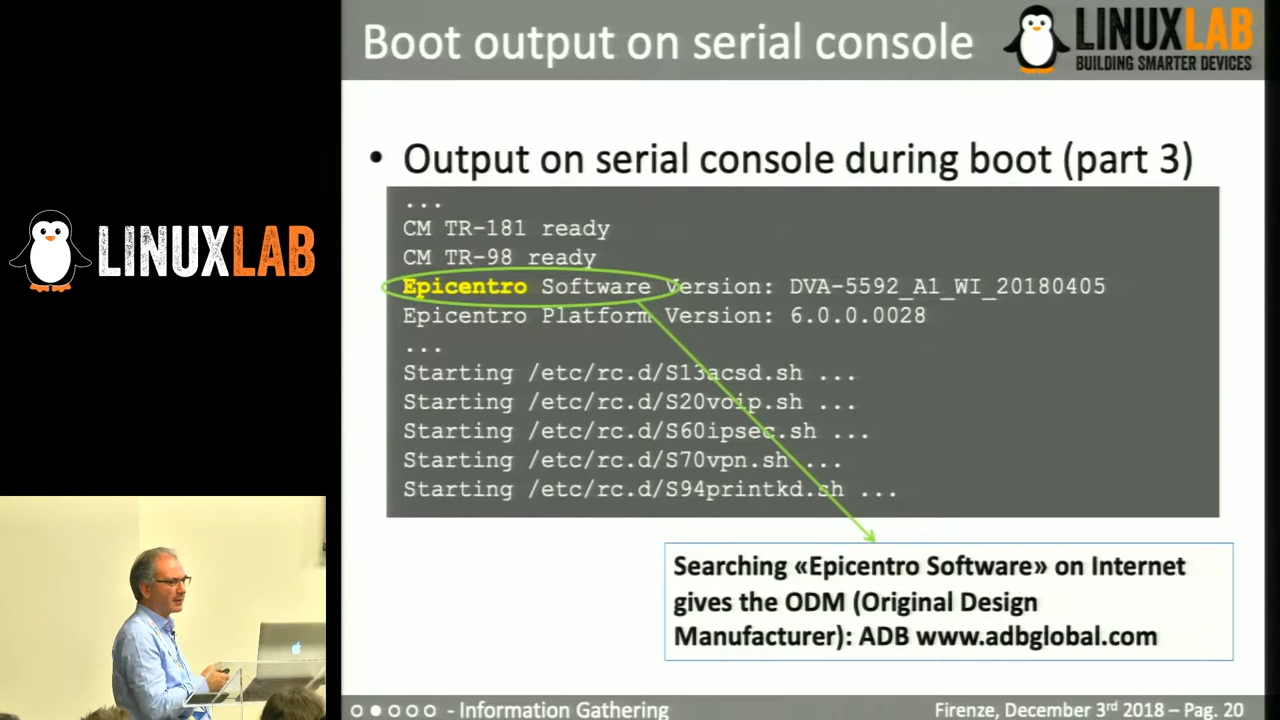 Boot output on serial console
LINUXLAB
BUILDING SMARTER DEVICES
• Output on serial console during boot (part 3)
...
CM TR-181 ready
CM TR-98 ready
Epicentro Software Version: DVA-5592_A1_WI_20180405
Epicentro Platform Version: 6.0.0.0028
...
Starting /etc/rc.d/S13acsd.sh ...
Starting /etc/rc.d/S20voip.sh ...
Starting /etc/rc.d/S60ipsec.sh ...
Starting /etc/rc.d/S70vpn.sh ...
Starting /etc/rc.d/S94printkd.sh ...
Searching «Epicentro Software» on Internet
gives the ODM (Original Design
Manufacturer): ADB www.adbglobal.com
LINUXLAB
- Information Gathering
Firenze, December 3rd 2018 – Pag. 20